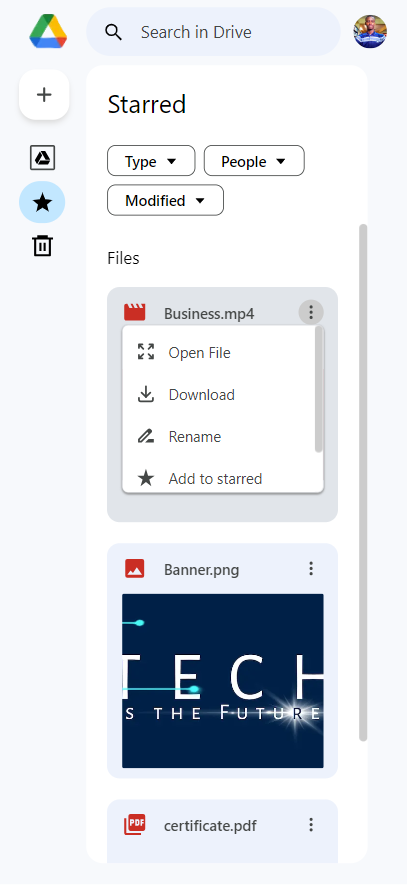 Search in Drive
Starred
Type
People
Modified
Files
Business.mp4
Open File
Download
Rename
Add to starred
Banner.png
TECH
IS THE FUTURE
PDF
certificate.pdf